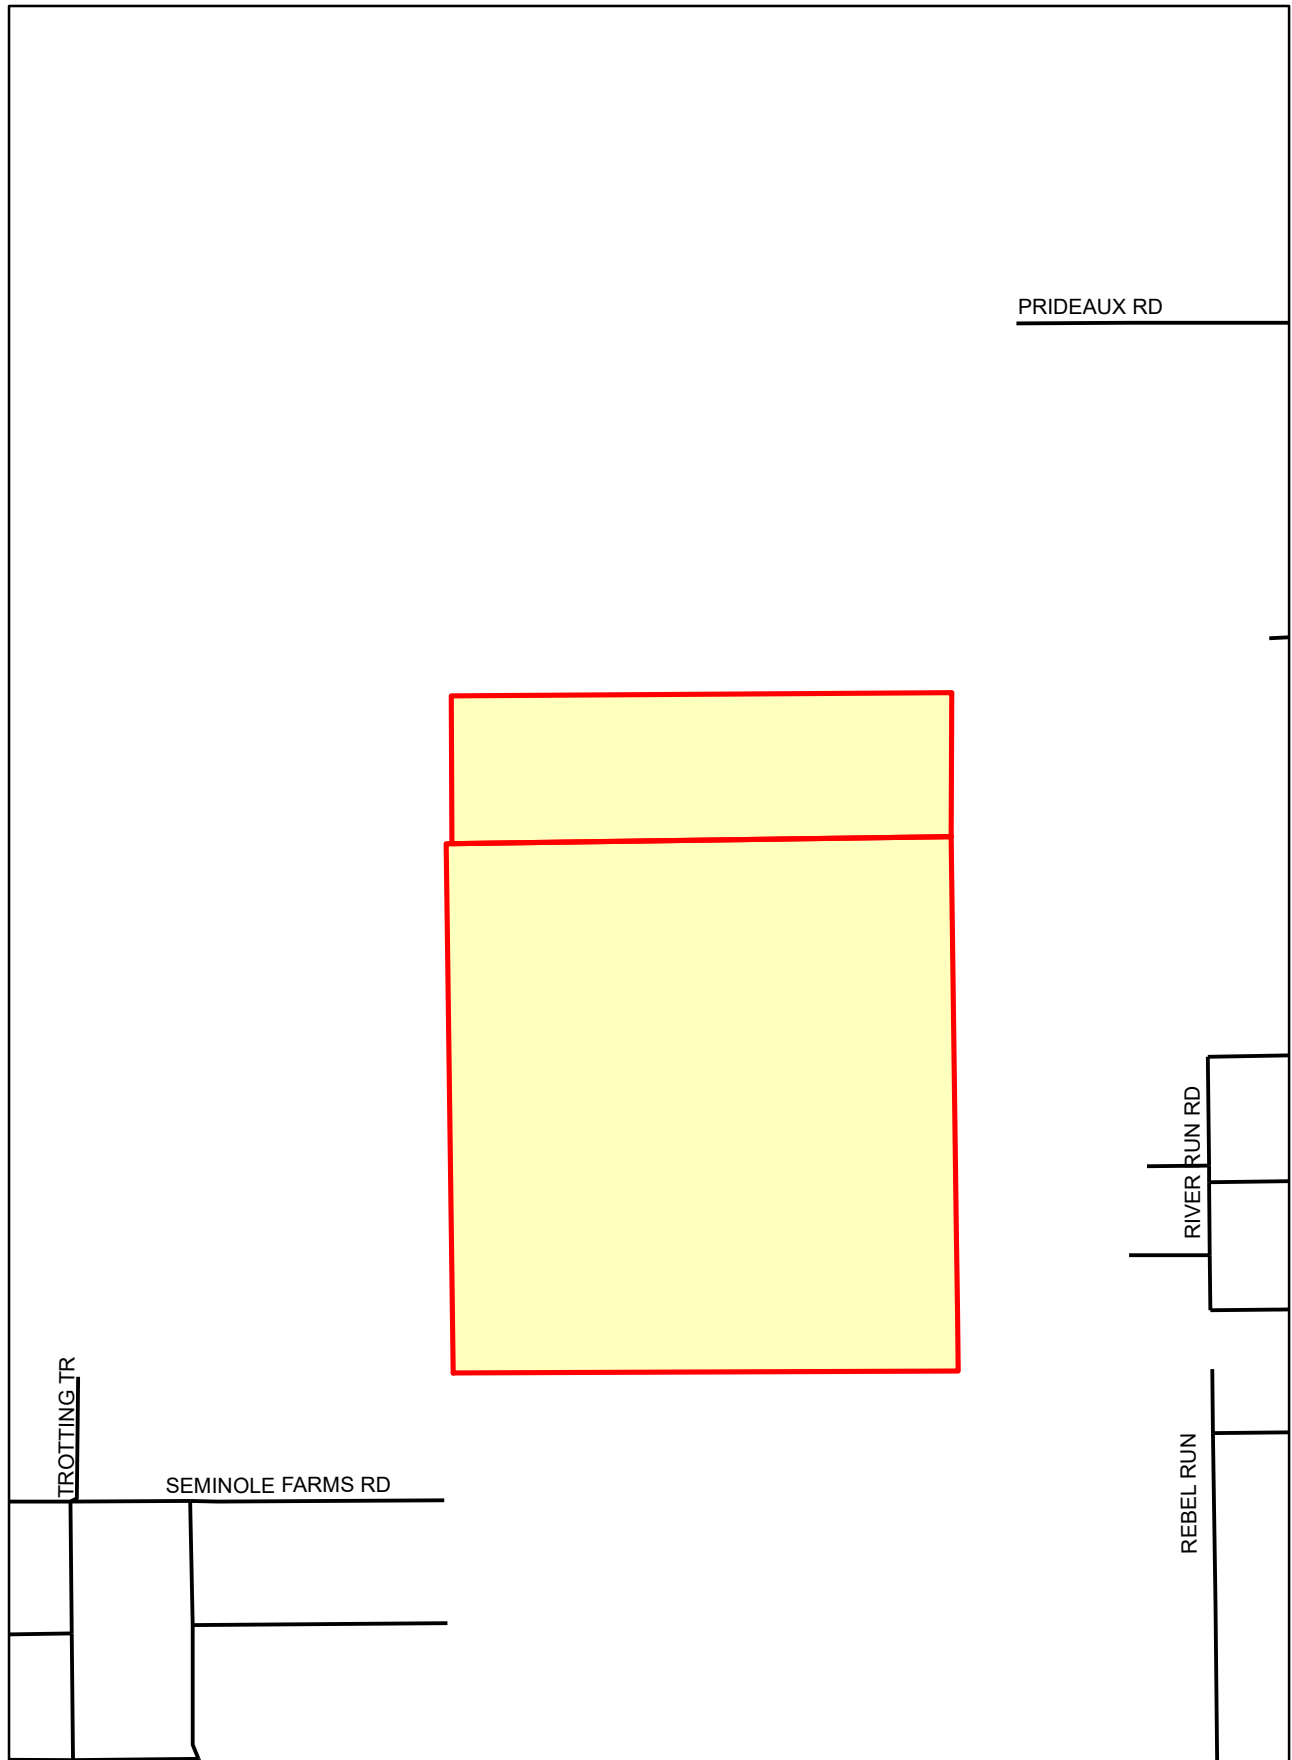 PRIDEAUX RD
RIVER RUN RD
TROTTING TR
SEMINOLE FARMS RD
REBEL RUN